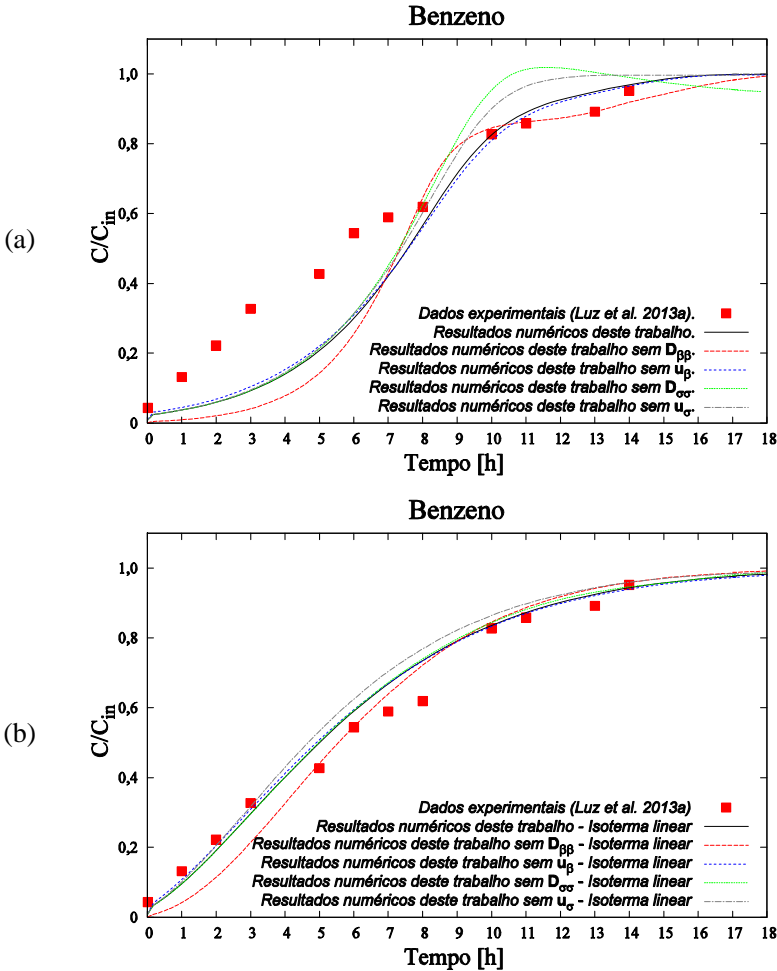 Benzeno
(a)
C/C_in
1,0
0,8
0,6
0,4
0,2
0
Dados experimentais (Luz et al. 2013a).
Resultados numéricos deste trabalho.
Resultados numéricos deste trabalho sem D_ββ.
Resultados numéricos deste trabalho sem u_β.
Resultados numéricos deste trabalho sem D_σσ.
Resultados numéricos deste trabalho sem u_σ.
0 1 2 3 4 5 6 7 8 9 10 11 12 13 14 15 16 17 18
Tempo [h]
Benzeno
(b)
C/C_in
1,0
0,8
0,6
0,4
0,2
0
Dados experimentais (Luz et al. 2013a)
Resultados numéricos deste trabalho - Isoterma linear
Resultados numéricos deste trabalho sem D_ββ - Isoterma linear
Resultados numéricos deste trabalho sem u_β - Isoterma linear
Resultados numéricos deste trabalho sem D_σσ - Isoterma linear
Resultados numéricos deste trabalho sem u_σ - Isoterma linear
0 1 2 3 4 5 6 7 8 9 10 11 12 13 14 15 16 17 18
Tempo [h]